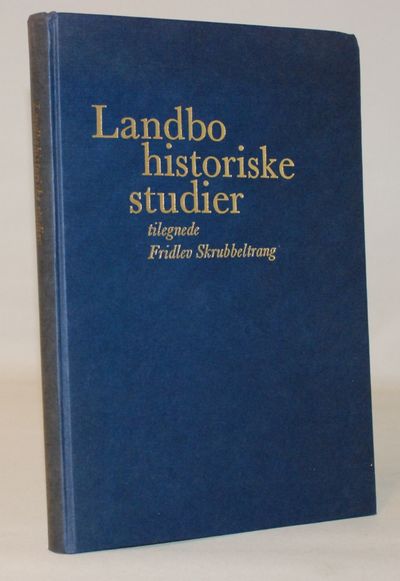 Landbo
historiske
studier
tilegnede
Fridlev Skrubbeltrang